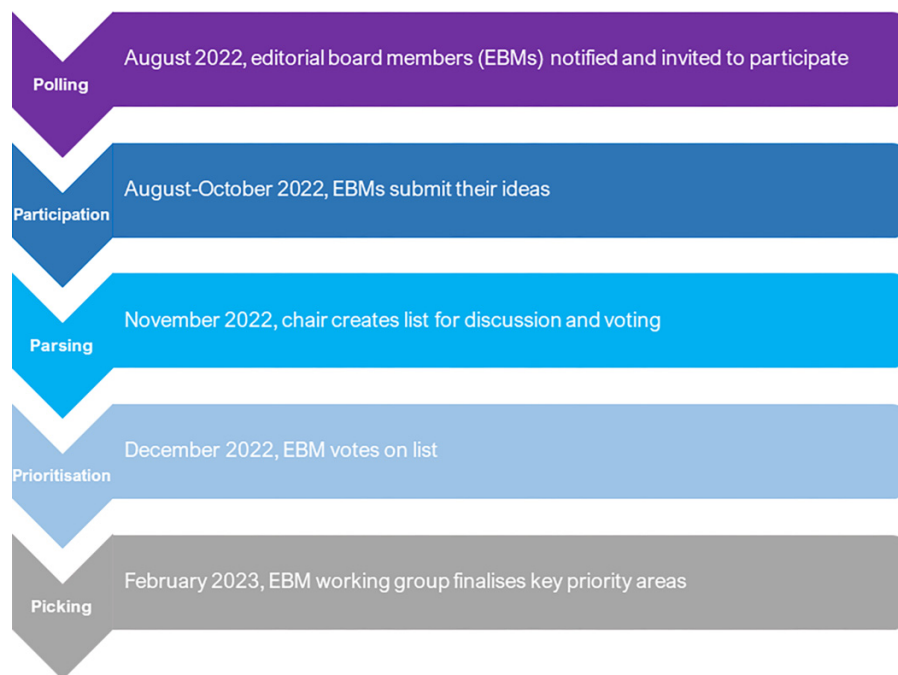 Polling
August 2022, editorial board members (EBMs) notified and invited to participate
Participation
August-October 2022, EBMs submit their ideas
Parsing
November 2022, chair creates list for discussion and voting
Prioritisation
December 2022, EBM votes on list
Picking
February 2023, EBM working group finalises key priority areas